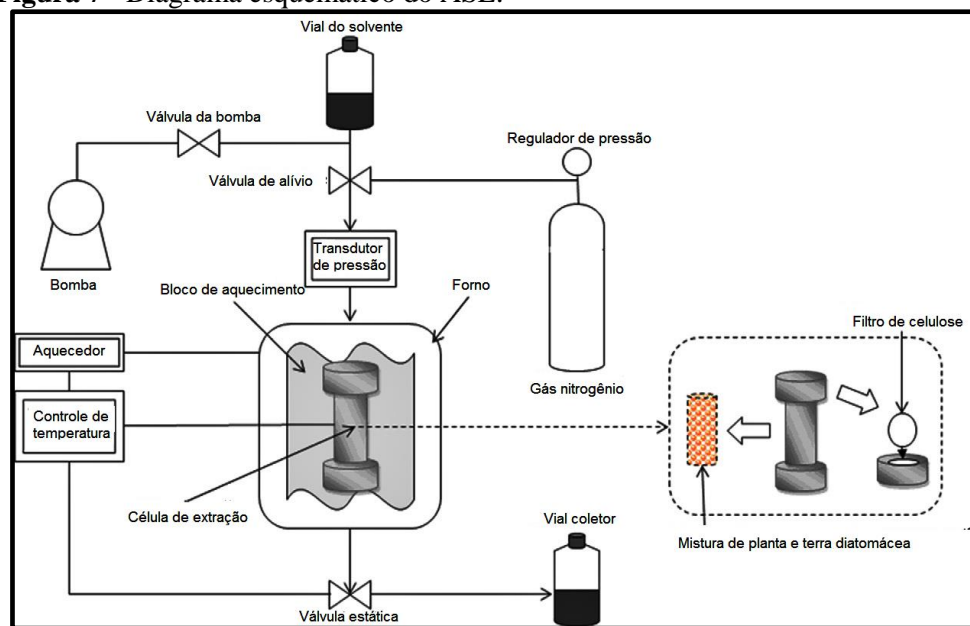 Figura 7 - Diagrama esquemático do ASE.
Vial do solvente
Válvula da bomba
Regulador de pressão
Válvula de alívio
Transdutor
de pressão
Bomba
Bloco de aquecimento
Forno
Filtro de celulose
Aquecedor
Gás nitrogênio
Controle de
temperatura
Célula de extração
Vial coletor
Mistura de planta e terra diatomácea
Válvula estática